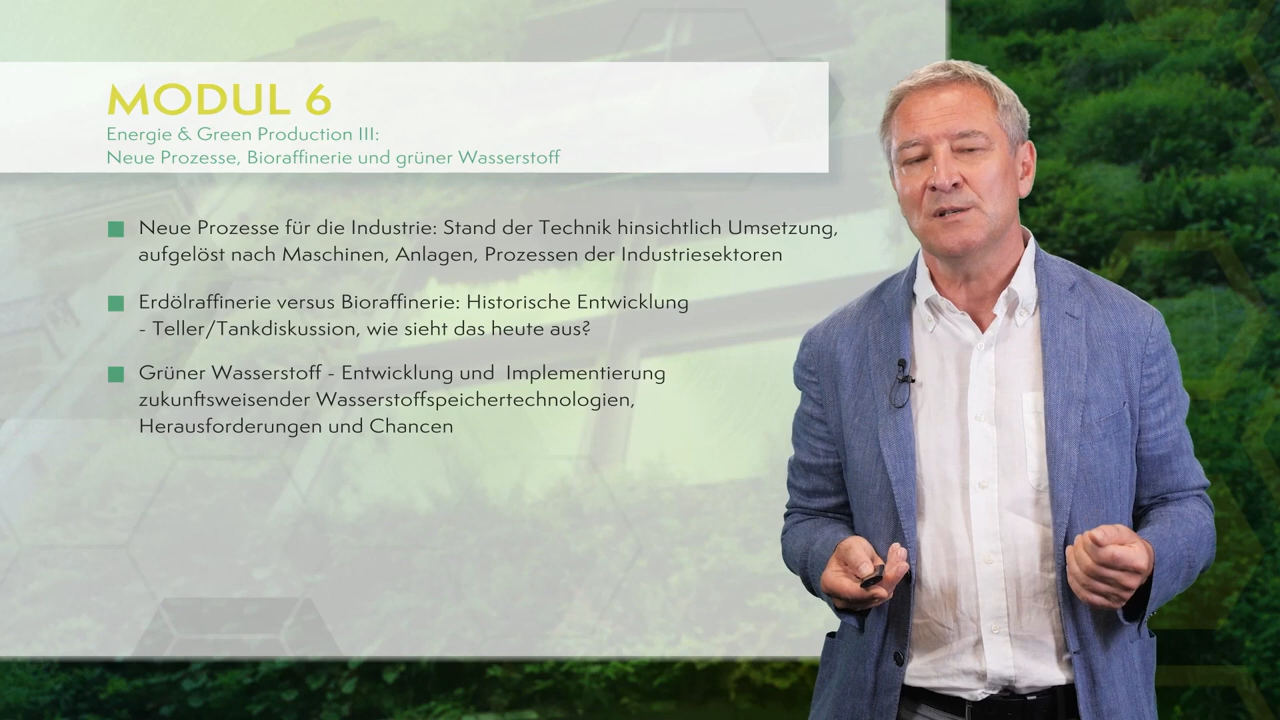 MODUL 6
Energie & Green Production III:
Neue Prozesse, Bioraffinerie und grüner Wasserstoff
Neue Prozesse für die Industrie: Stand der Technik hinsichtlich Umsetzung,
aufgelöst nach Maschinen, Anlagen, Prozessen der Industriesektoren
Erdölraffinerie versus Bioraffinerie: Historische Entwicklung
- Teller/Tankdiskussion, wie sieht das heute aus?
Grüner Wasserstoff - Entwicklung und  Implementierung
zukunftsweisender Wasserstoffspeichertechnologien,
Herausforderungen und Chancen